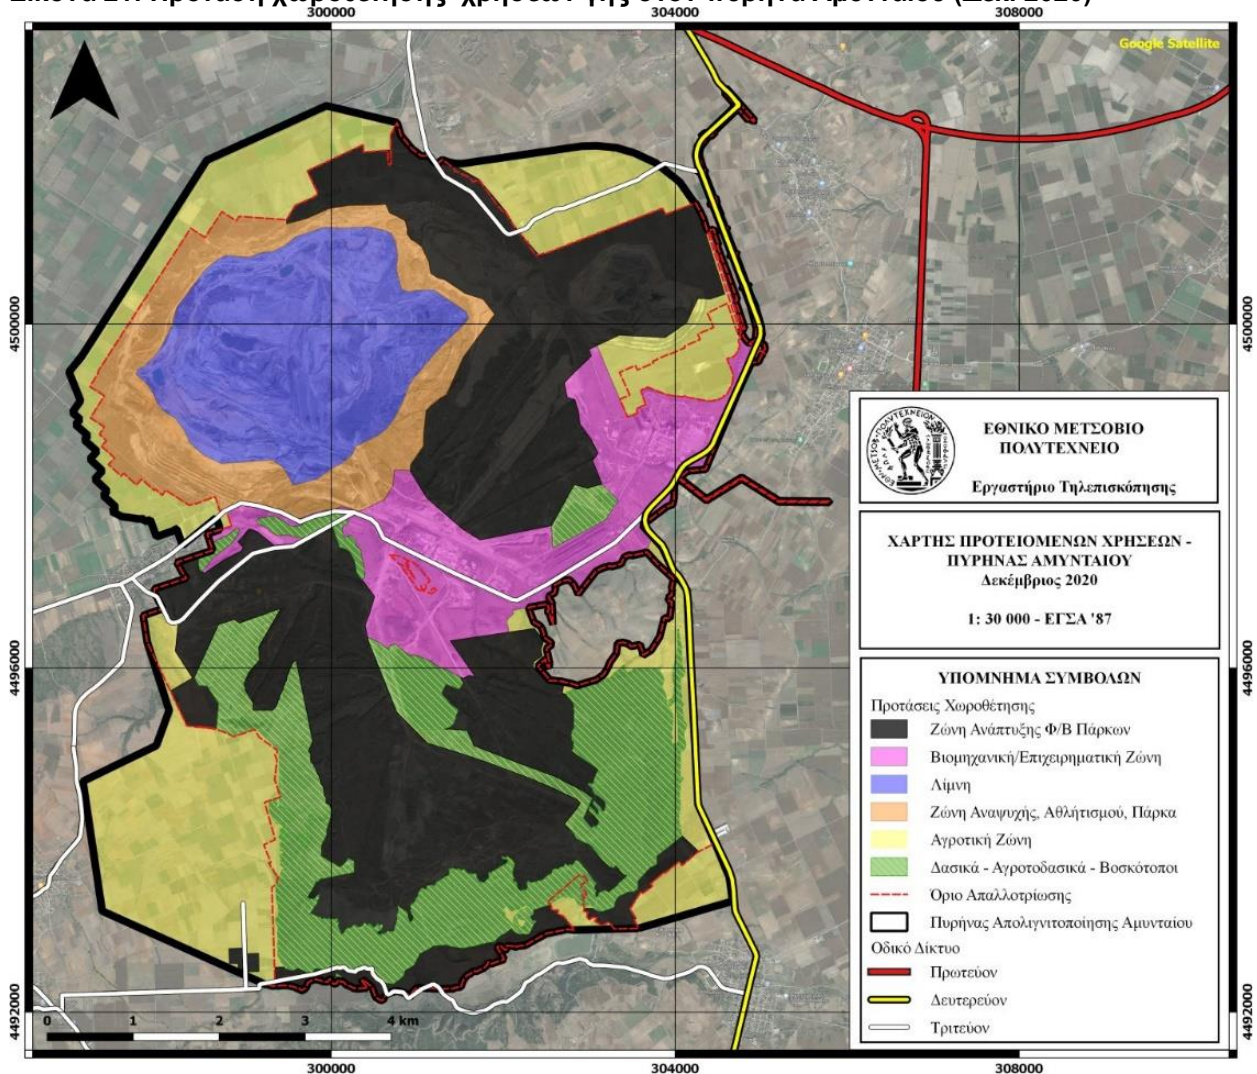 300000
304000
308000
Google Satellite
4500000
4500000
ΕΘΝΙΚΟ ΜΕΤΣΟΒΙΟ
ΠΟΛΥΤΕΧΝΕΙΟ
Εργαστήριο Τηλεπισκόπησης
ΧΑΡΤΗΣ ΠΡΟΤΕΙΟΜΕΝΩΝ ΧΡΗΣΕΩΝ -
ΠΥΡΗΝΑΣ ΑΜΥΝΤΑΙΟΥ
Δεκέμβριος 2020
1: 30 000 - ΕΓΣΑ '87
4496000
4496000
ΥΠΟΜΝΗΜΑ ΣΥΜΒΟΛΩΝ
Προτάσεις Χωροθέτησης
Ζώνη Ανάπτυξης Φ/Β Πάρκων
Βιομηχανική/Επιχειρηματική Ζώνη
Λίμνη
Ζώνη Αναψυχής, Αθλητισμού, Πάρκα
Αγροτική Ζώνη
Δασικά - Αγροτοδασικά - Βοσκότοποι
Όριο Απαλλοτρίωσης
Πυρήνας Απολιγνιτοποίησης Αμυνταίου
Οδικό Δίκτυο
Πρωτεύον
Δευτερεύον
Τριτεύον
4492000
4492000
0 1 2 3 4 km
300000
304000
308000